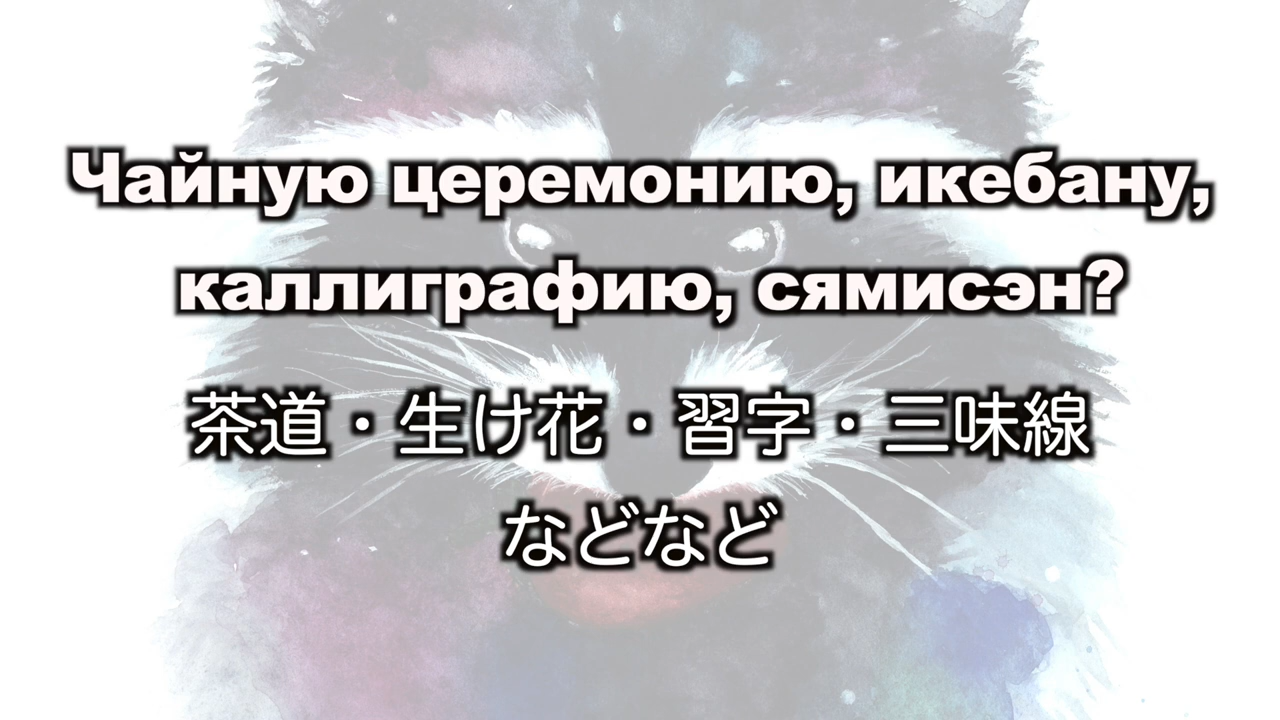 Чайную церемонию, икебану,
каллиграфию, сямисэн?
茶道・生け花・習字・三味線
などなど